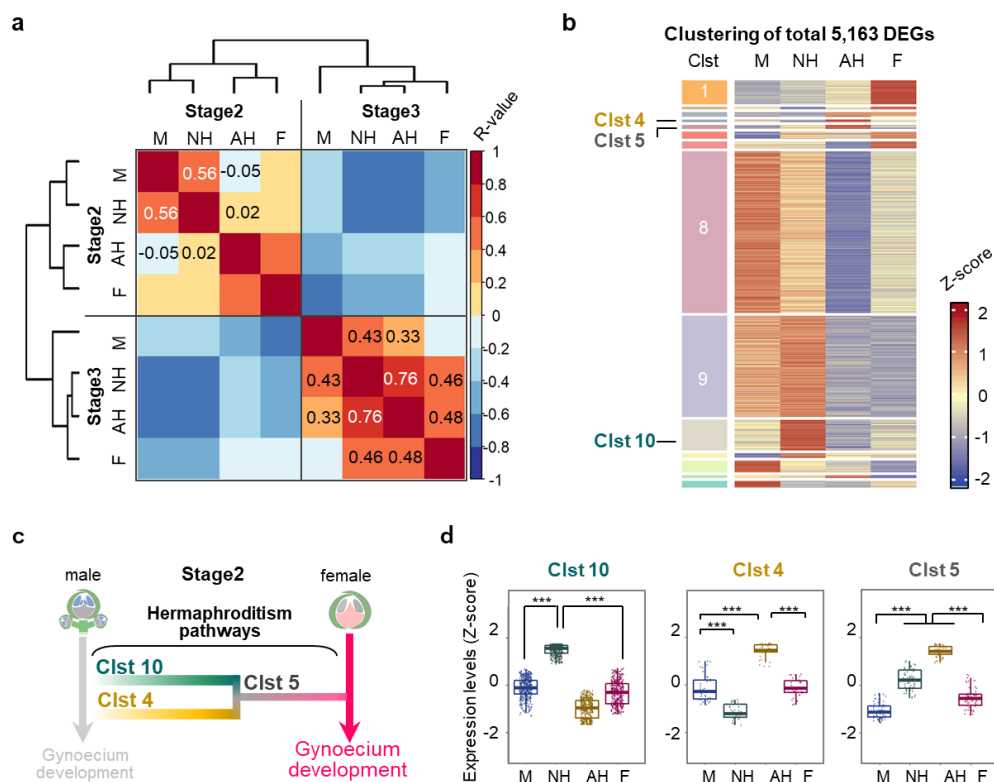 a
Stage2
Stage3
M NH AH F M NH AH F
R-value
Stage2
M
NH
AH
F
Stage3
M
NH
AH
F
0.56 -0.05
0.56 0.02
-0.05 0.02
0.43 0.33
0.43 0.76 0.46
0.33 0.76 0.48
0.46 0.48
1
0.8
0.6
0.4
0.2
0
-0.2
-0.4
-0.6
-0.8
-1
b
Clustering of total 5,163 DEGs
Clst M NH AH F
1
Clst 4
Clst 5
8
9
Clst 10
Z-score
2
1
0
-1
-2
c
Stage2
male
female
Hermaphroditism
pathways
Clst 10
Clst 5
Clst 4
Gynoecium
development
Gynoecium
development
d
Expression levels (Z-score)
Clst 10
*** ***
2
0
-2
M NH AH F
Clst 4
***
*** ***
2
0
-2
M NH AH F
Clst 5
*** ***
2
0
-2
M NH AH F